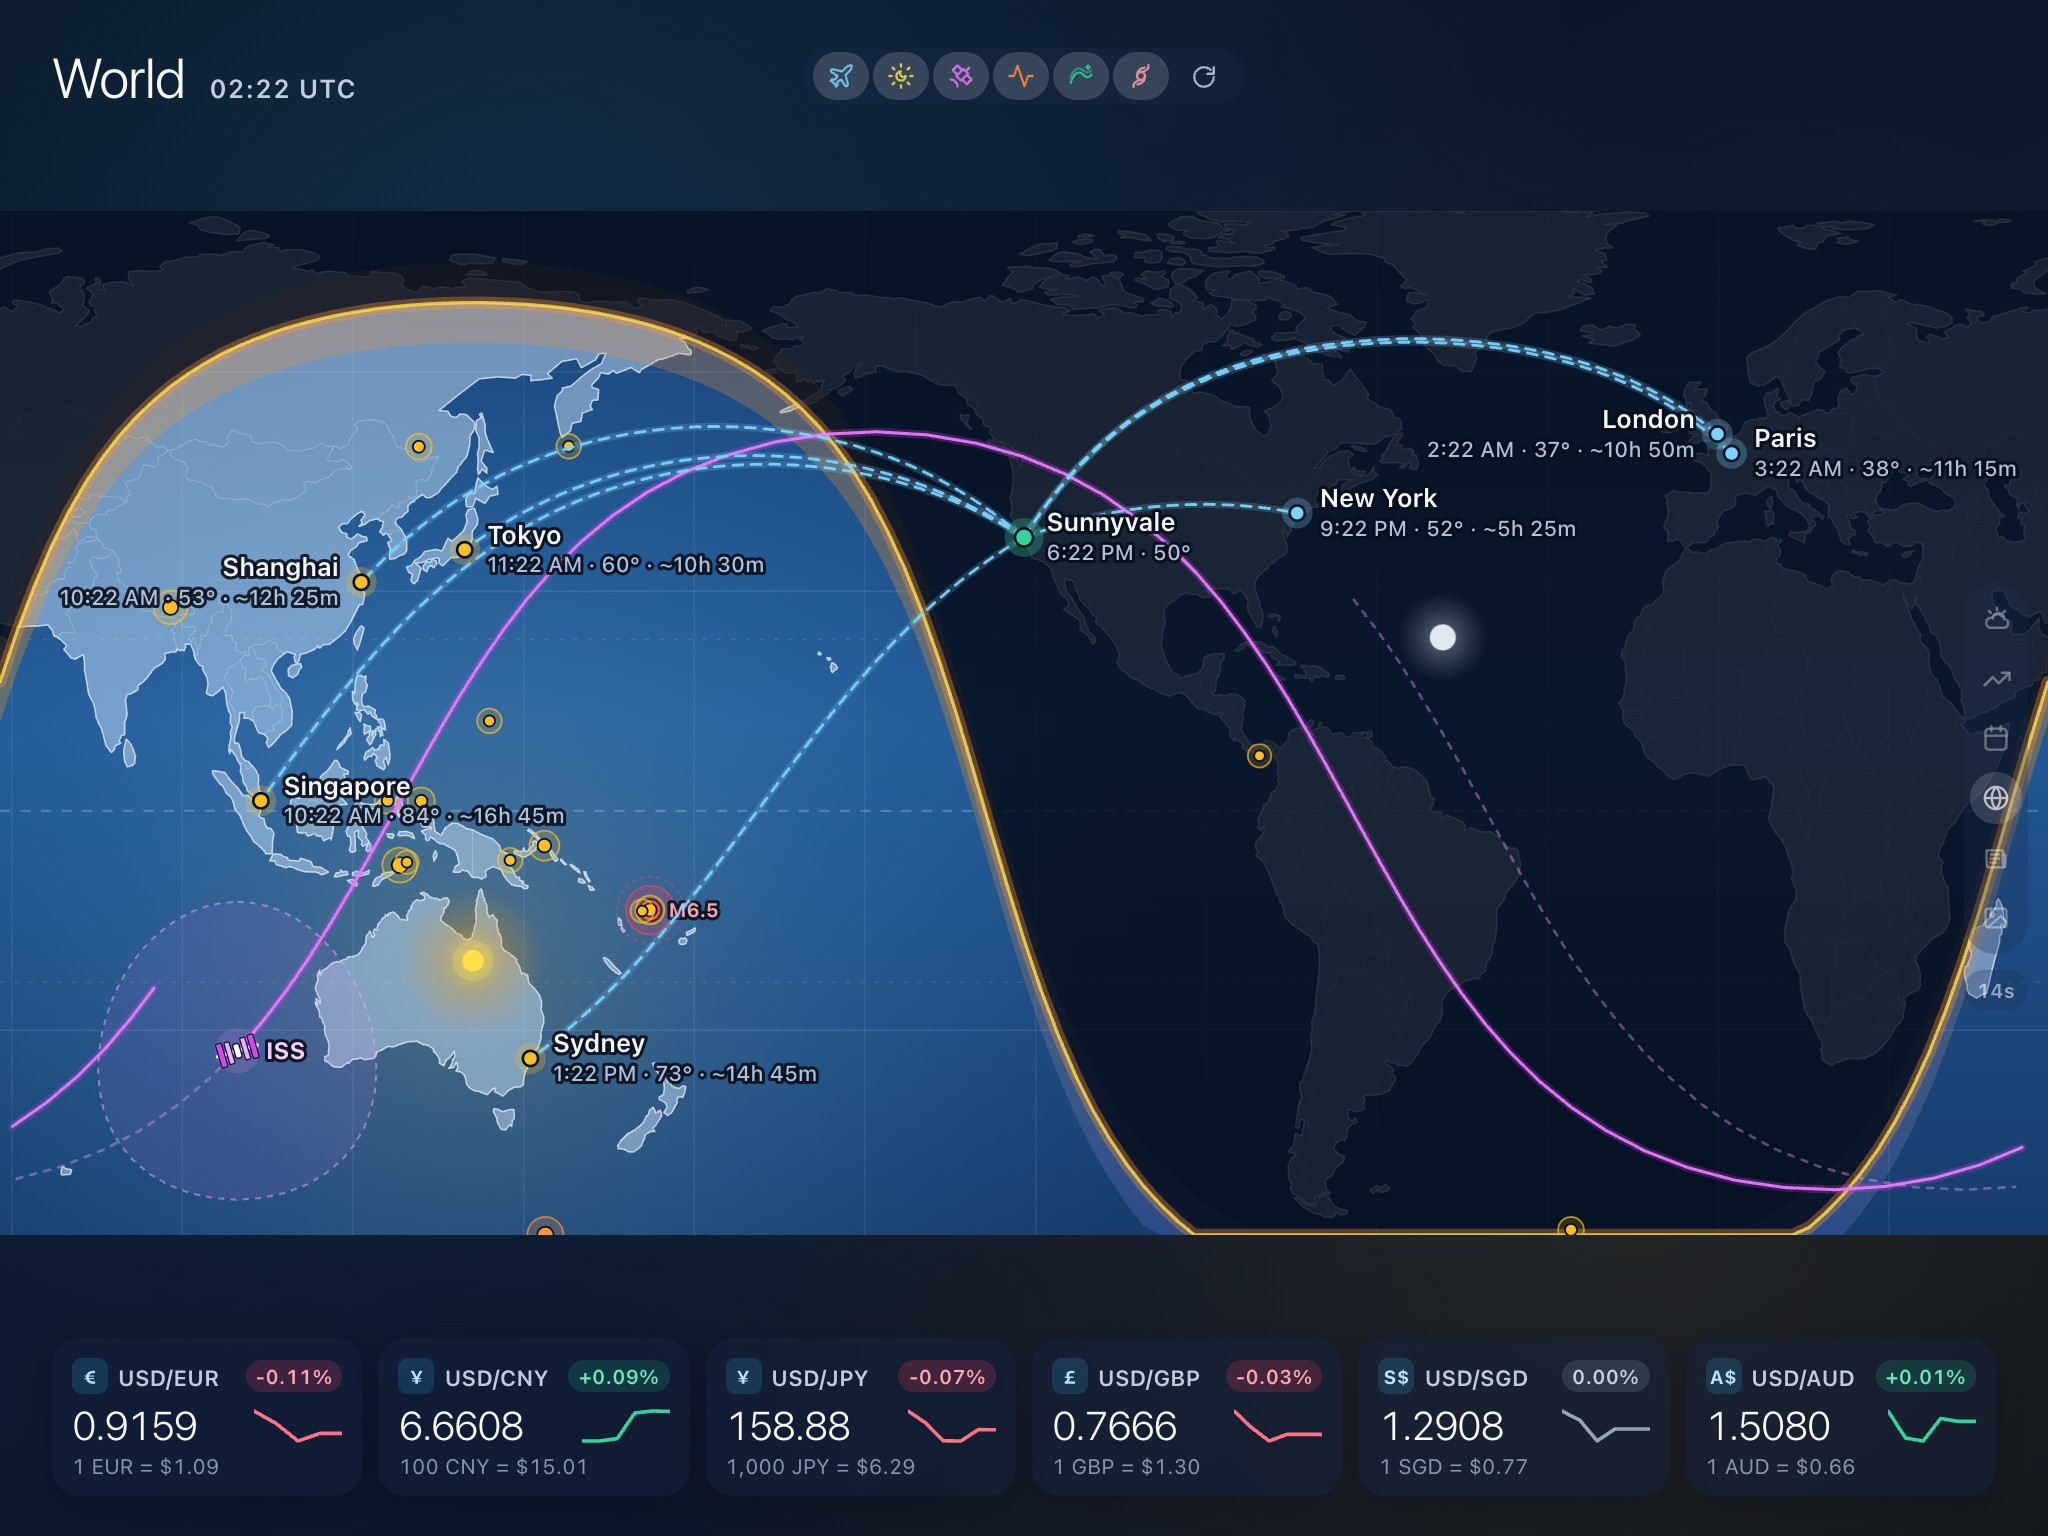 World 02:22 UTC
London
2:22 AM · 37° · ~10h 50m
Paris
3:22 AM · 38° · ~11h 15m
New York
9:22 PM · 52° · ~5h 25m
Sunnyvale
6:22 PM · 50°
Tokyo
11:22 AM · 60° · ~10h 30m
Shanghai
10:22 AM · 53° · ~12h 25m
Singapore
10:22 AM · 84° · ~16h 45m
M6.5
14s
ISS
Sydney
1:22 PM · 73° · ~14h 45m
€ USD/EUR -0.11%
0.9159
1 EUR = $1.09
¥ USD/CNY +0.09%
6.6608
100 CNY = $15.01
¥ USD/JPY -0.07%
158.88
1,000 JPY = $6.29
£ USD/GBP -0.03%
0.7666
1 GBP = $1.30
S$ USD/SGD 0.00%
1.2908
1 SGD = $0.77
A$ USD/AUD +0.01%
1.5080
1 AUD = $0.66